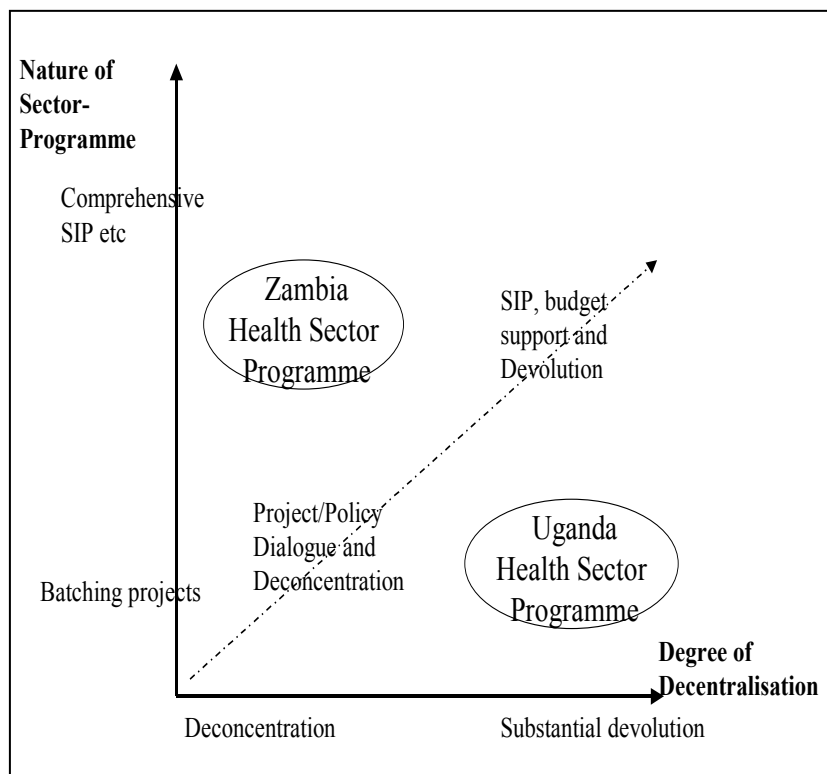 Nature of
Sector-
Programme
Comprehensive
SIP etc
Zambia
Health Sector
Programme
SIP, budget
support and
Devolution
Project/Policy
Dialogue and
Deconcentration
Uganda
Health Sector
Programme
Batching projects
Degree of
Decentralisation
Deconcentration
Substantial devolution